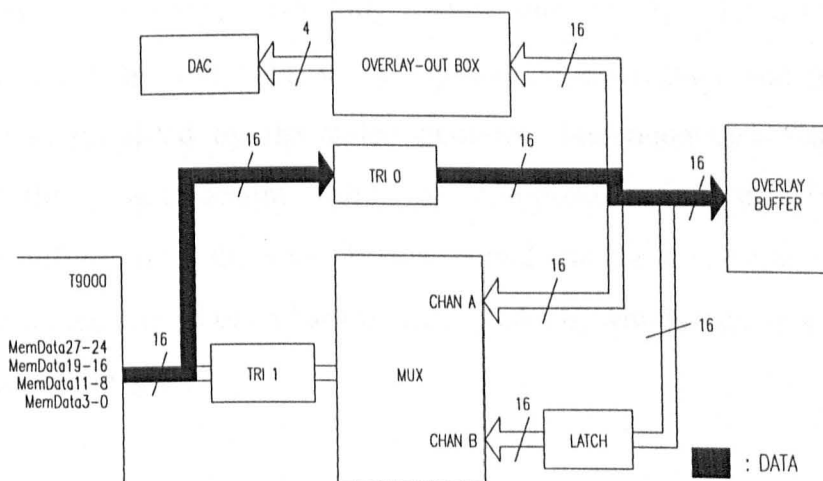 4
16
DAC
OVERLAY-OUT BOX
16
TRI 0
16
16
OVERLAY
BUFFER
T9000
16
CHAN A
16
16
MemData27-24
MemData19-16
MemData11-8
MemData3-0
16
TRI 1
MUX
16
CHAN B
LATCH
: DATA